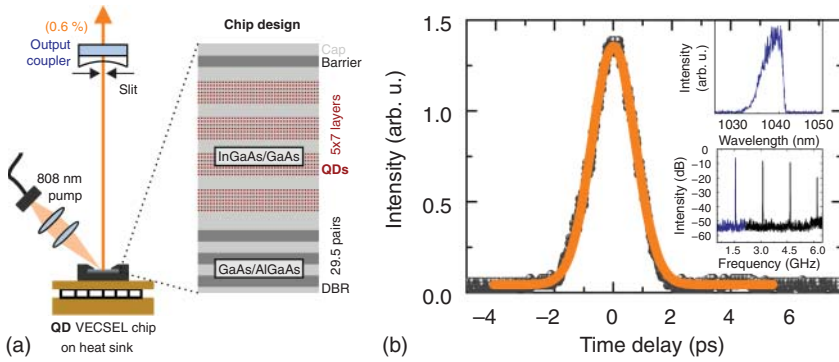 (0.6 %)
Output
coupler
Slit
808 nm
pump
QD VECSEL chip
on heat sink
(a)
Chip design
Cap
Barrier
5x7 layers
InGaAs/GaAs
QDs
29.5 pairs
GaAs/AlGaAs
DBR
(b)
Intensity (arb. u.)
1.5
1.0
0.5
0.0
−4 −2 0 2 4 6
Time delay (ps)
Intensity
(arb. u.)
1030 1040 1050
Wavelength (nm)
Intensity (dB)
0
−10
−20
−30
−40
−50
−60
1.5 3.0 4.5 6.0
Frequency (GHz)